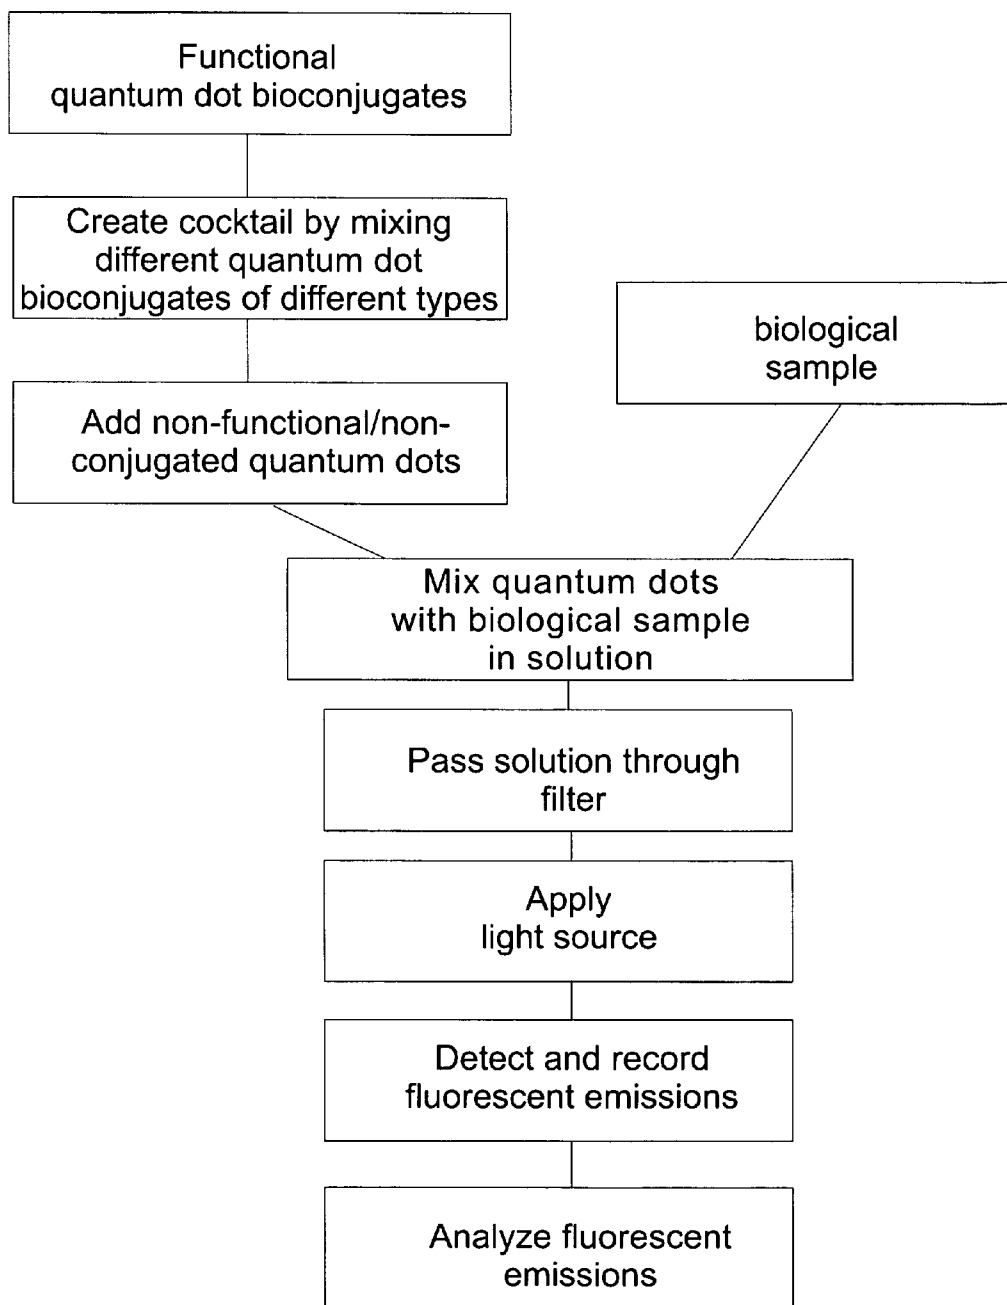 Functional
quantum dot bioconjugates
Create cocktail by mixing
different quantum dot
bioconjugates of different types
biological
sample
Add non-functional/non-
conjugated quantum dots
Mix quantum dots
with biological sample
in solution
Pass solution through
filter
Apply
light source
Detect and record
fluorescent emissions
Analyze fluorescent
emissions